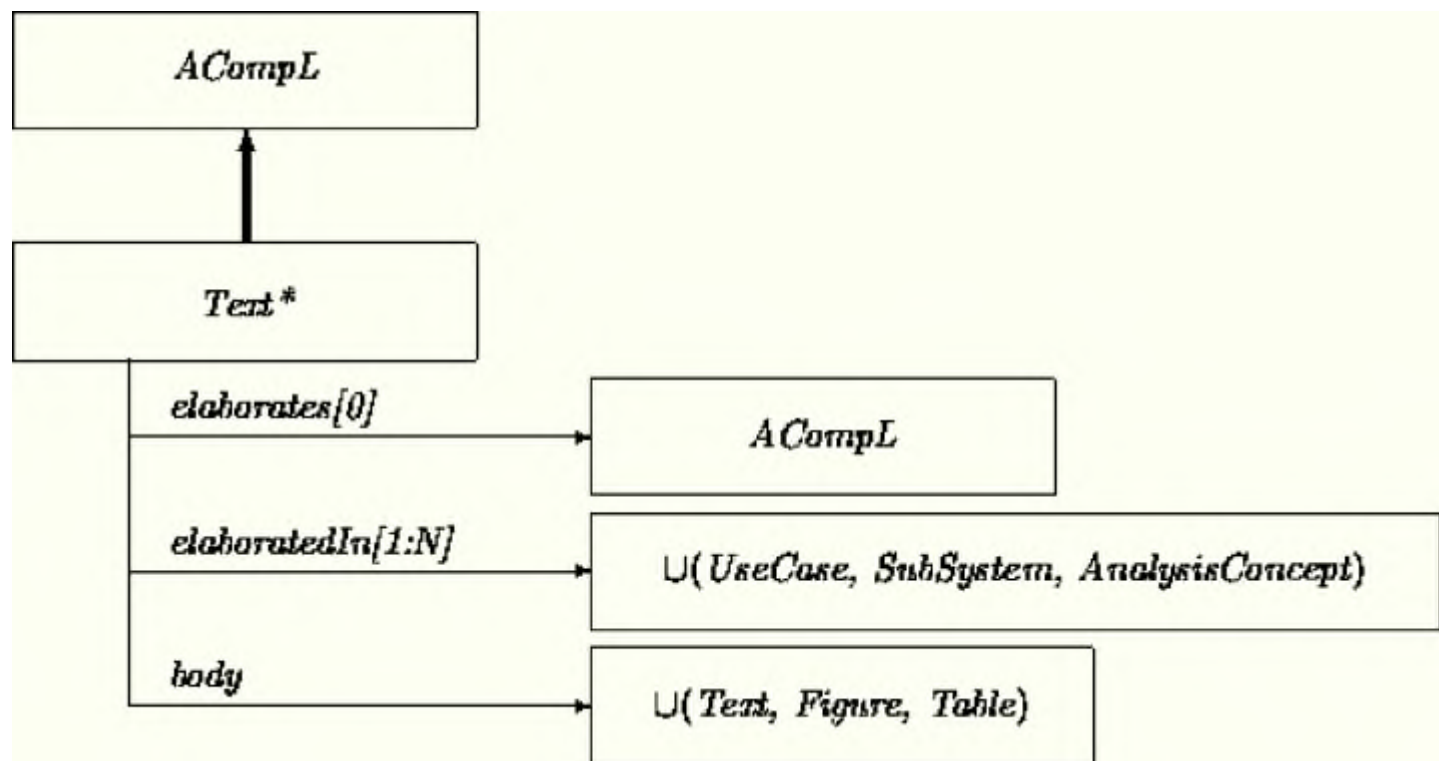 ACompL
Text*
elaborates[0]
ACompL
elaboratedIn[1:N]
∪(UseCase, SubSystem, AnalysisConcept)
body
∪(Text, Figure, Table)